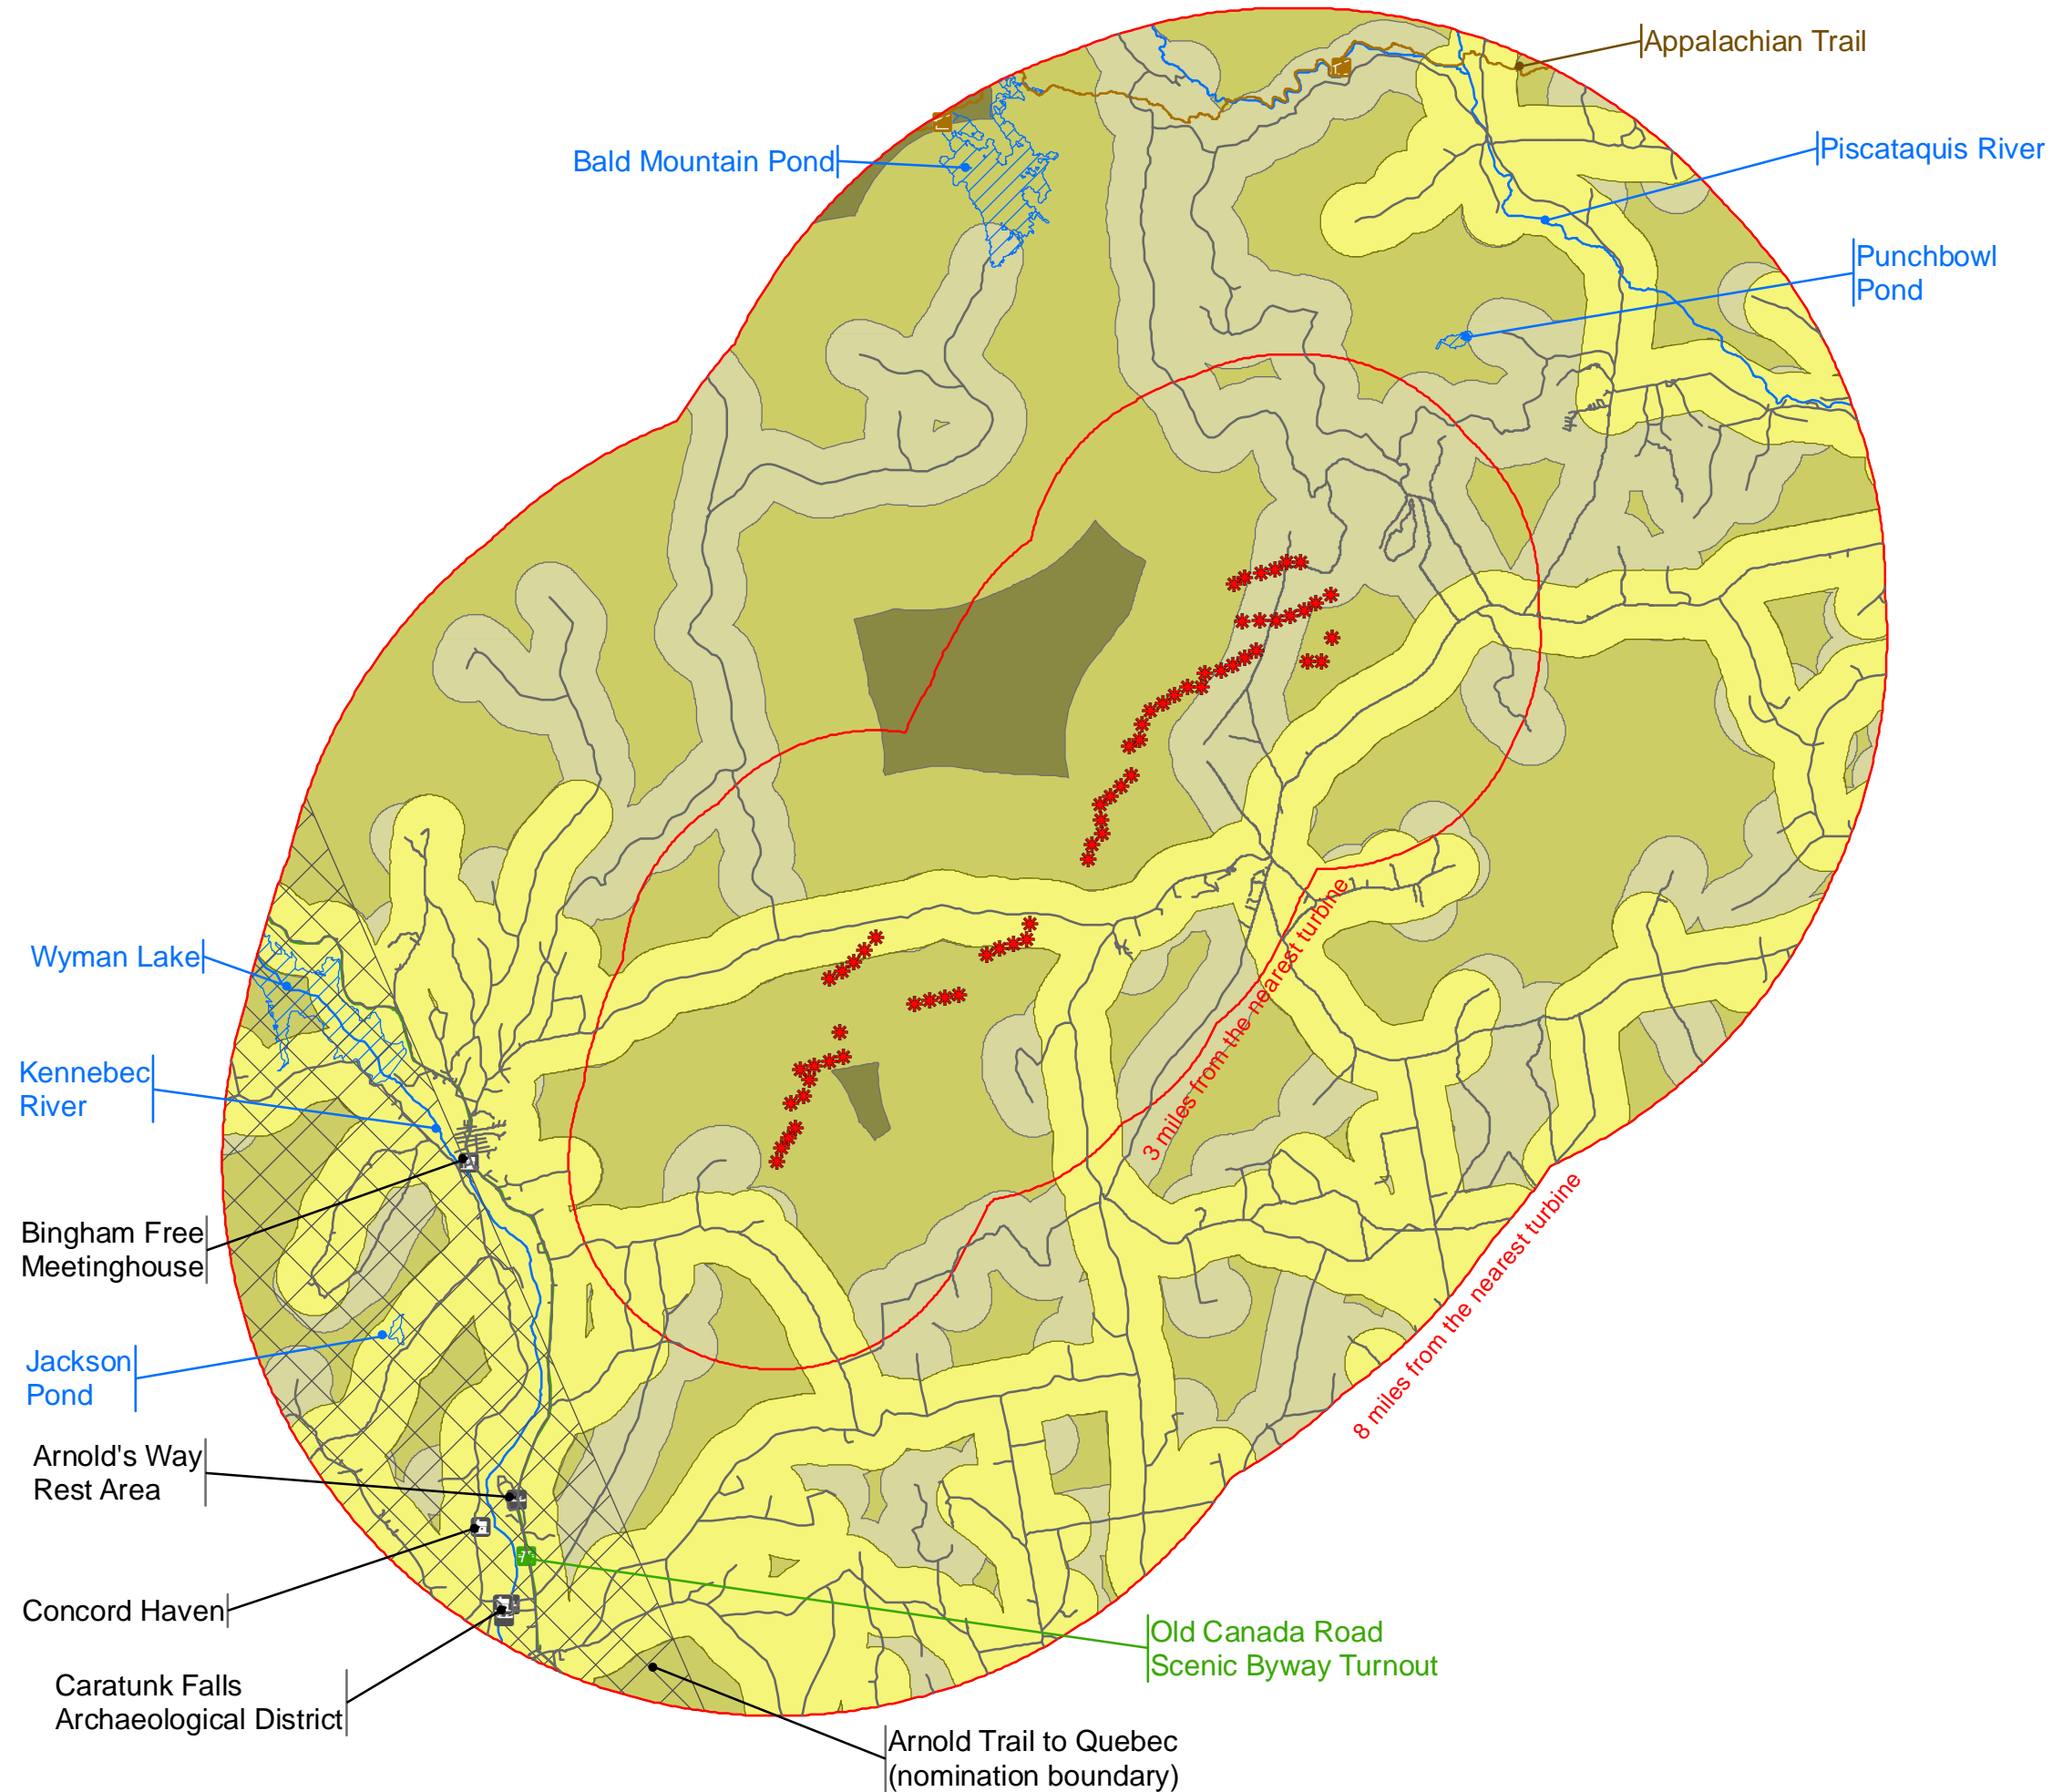 Appalachian Trail
Bald Mountain Pond
Piscataquis River
Punchbowl
Pond
Wyman Lake
Kennebec
River
3 miles from the nearest turbine
8 miles from the nearest turbine
Bingham Free
Meetinghouse
Jackson
Pond
Arnold's Way
Rest Area
Concord Haven
Old Canada Road
Scenic Byway Turnout
Caratunk Falls
Archaeological District
Arnold Trail to Quebec
(nomination boundary)